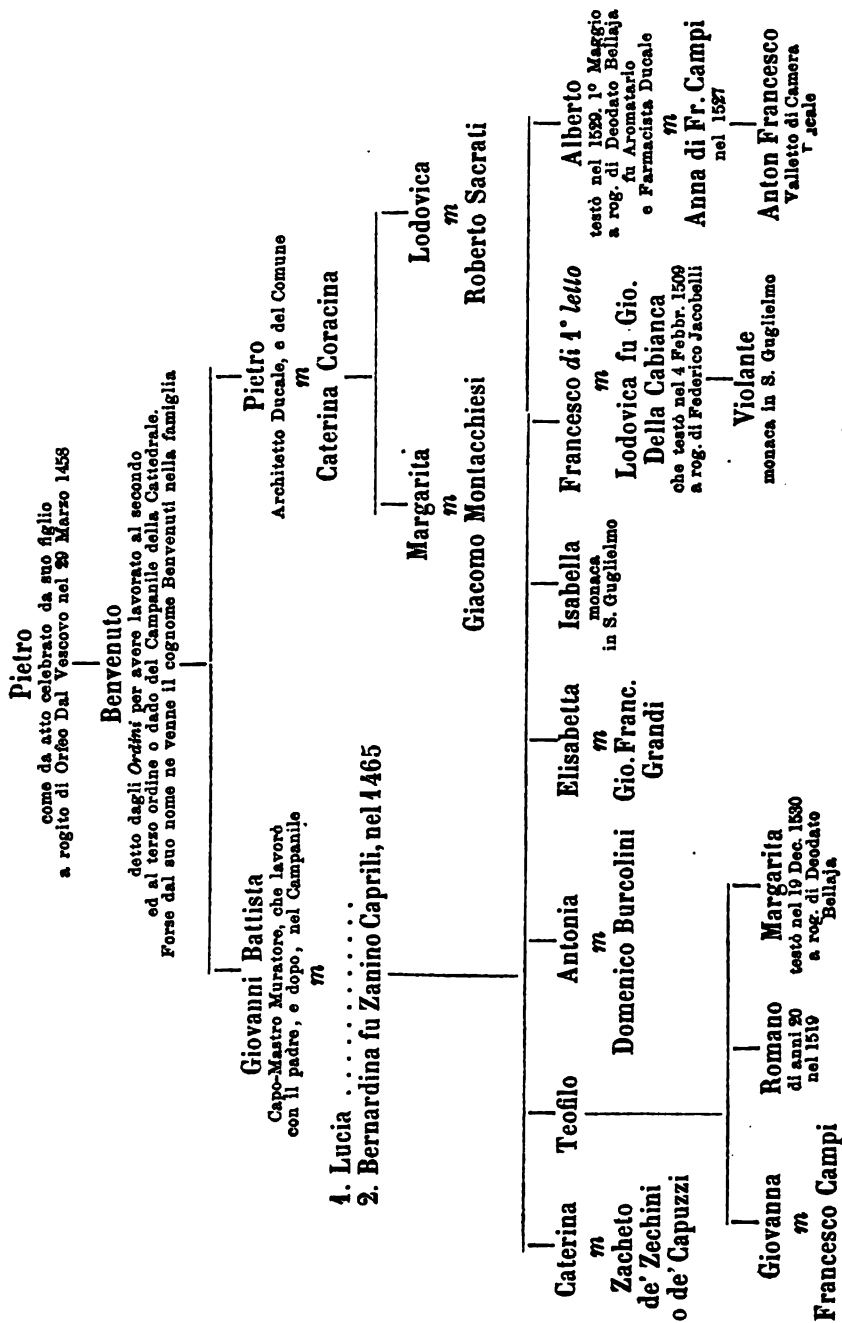 Pietro
come da atto celebrato da suo figlio
a rogito di Orfeo Dal Vescovo nel 29 Marzo 1458
Benvenuto
detto dagli Ordini per avere lavorato al secondo
ed al terzo ordine o dado del Campanile della Cattedrale.
Forse dal suo nome ne venne il cognome Benvenuti nella famiglia
Giovanni Battista
Capo-Mastro Muratore, che lavorò
con il padre, e dopo, nel Campanile
m
1. Lucia . . . . . . . . . . . . .
2. Bernardina fu Zanino Caprili, nel 1465
Pietro
Architetto Ducale, e del Comune
m
Caterina Coracina
Margarita
m
Giacomo Montacchiesi
Lodovica
m
Roberto Sacrati
Caterina
m
Zacheto
de' Zechini
o de' Capuzzi
Teofilo
Antonia
m
Domenico Burcolini
Elisabetta
m
Gio. Franc.
Grandi
Isabella
monaca
in S. Guglielmo
Francesco di 1° letto
m
Lodovica fu Gio.
Della Cabianca
che testò nel 4 Febbr. 1509
a rog. di Federico Jacobelli
Violante
monaca in S. Guglielmo
Alberto
testò nel 1529. 1° Maggio
a rog. di Deodato Bellaja
fu Aromatario
e Farmacista Ducale
m
Anna di Fr. Campi
nel 1527
Anton Francesco
Valletto di Camera
Giovanna
m
Francesco Campi
Romano
di anni 20
nel 1519
Margarita
testò nel 19 Dec. 1530
a rog. di Deodato
Bellaja